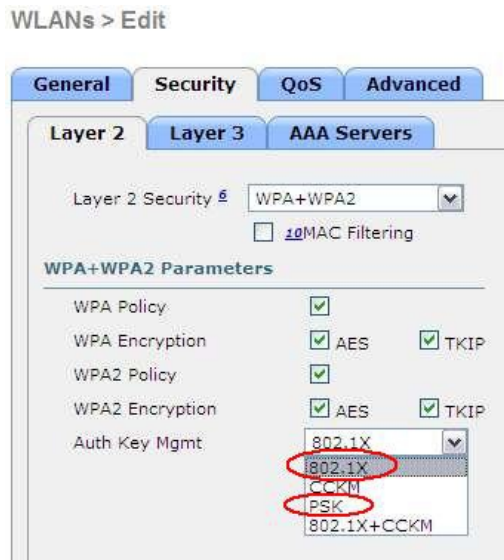 WLANs > Edit
General Security QoS Advanced
Layer 2 Layer 3 AAA Servers
Layer 2 Security 6 WPA+WPA2
10MAC Filtering
WPA+WPA2 Parameters
WPA Policy
WPA Encryption AES TKIP
WPA2 Policy
WPA2 Encryption AES TKIP
Auth Key Mgmt 802.1X
802.1X
CCKM
PSK
802.1X+CCKM